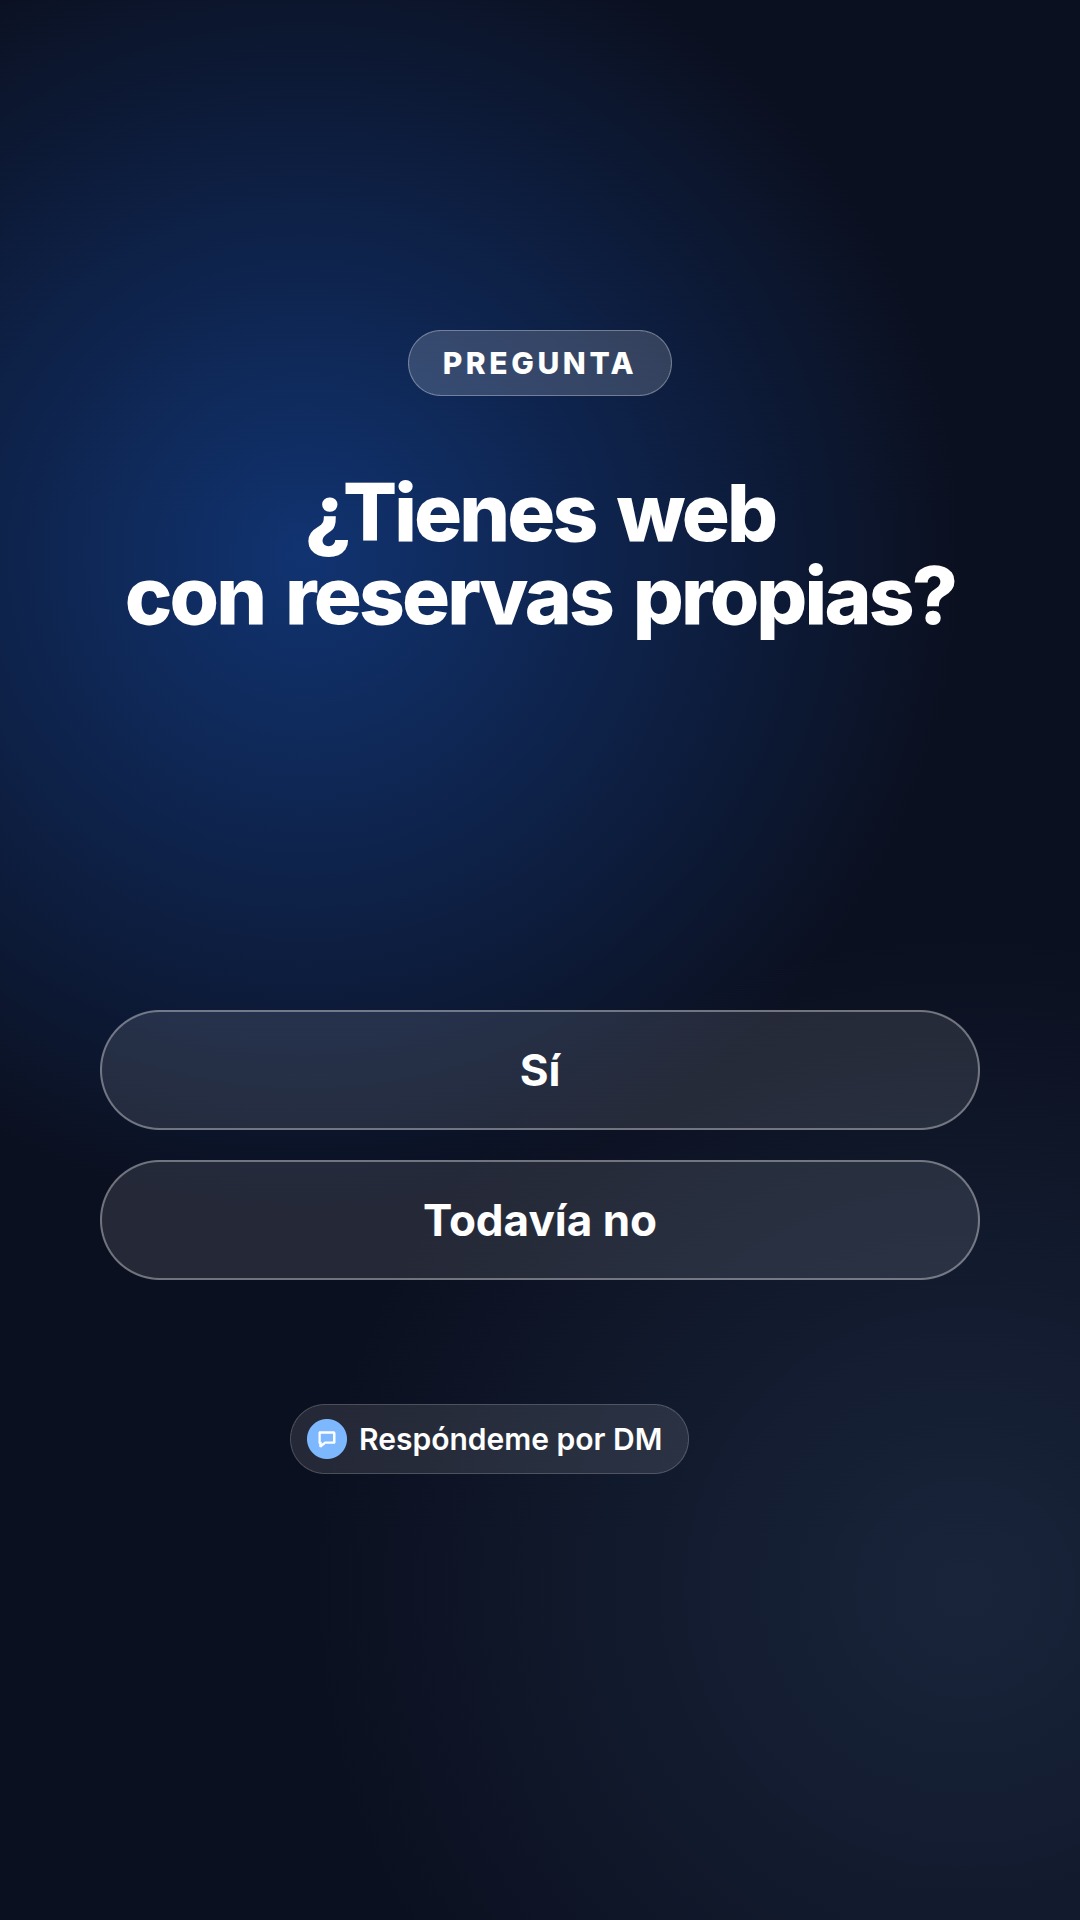 PREGUNTA
¿Tienes web
con reservas propias?
Sí
Todavía no
Respóndeme por DM